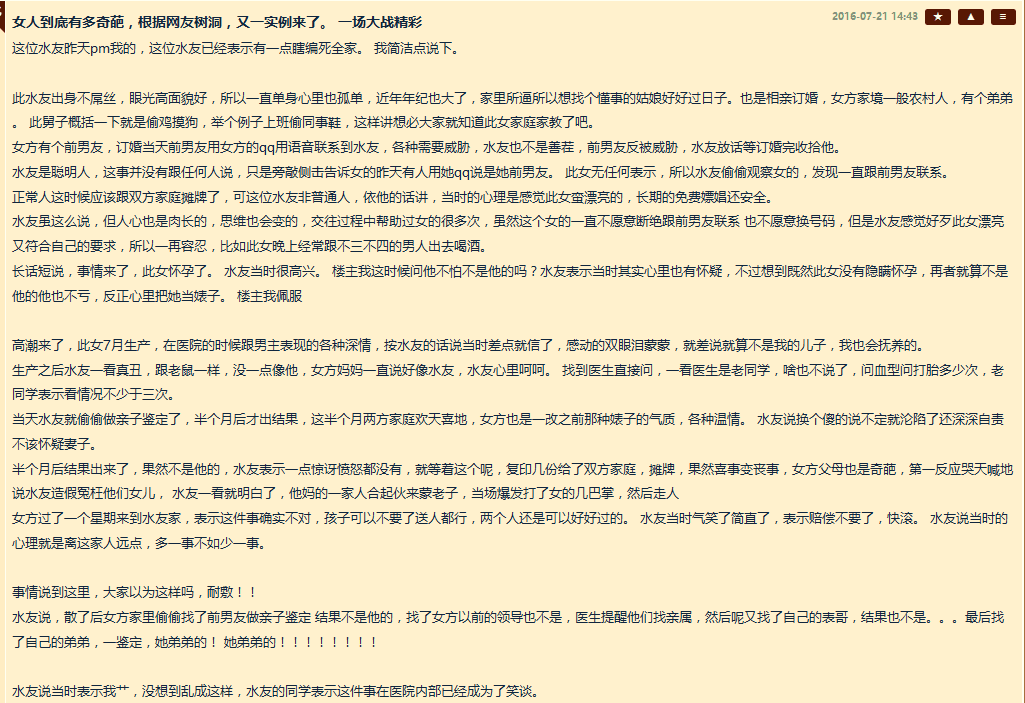 女人到底有多奇葩，根据网友树洞，又一实例来了。 一场大战精彩
2016-07-21 14:43
这位水友昨天pm我的，这位水友已经表示有一点瞎编死全家。 我简洁点说下。
此水友出身不屌丝，眼光高面貌好，所以一直单身心里也孤单，近年年纪也大了，家里所逼所以想找个懂事的姑娘好好过日子。也是相亲订婚，女方家境一般农村人，有个弟弟
。 此舅子概括一下就是偷鸡摸狗，举个例子上班偷同事鞋，这样讲想必大家就知道此女家庭家教了吧。
女方有个前男友，订婚当天前男友用女方的qq用语音联系到水友，各种需要威胁，水友也不是善茬，前男友反被威胁，水友放话等订婚完收拾他。
水友是聪明人，这事并没有跟任何人说，只是旁敲侧击告诉女的昨天有人用她qq说是她前男友。 此女无任何表示，所以水友偷偷观察女的，发现一直跟前男友联系。
正常人这时候应该跟双方家庭摊牌了，可这位水友非普通人，依他的话讲，当时的心理是感觉此女蛮漂亮的，长期的免费嫖娼还安全。
水友虽这么说，但人心也是肉长的，思维也会变的，交往过程中帮助过女的很多次，虽然这个女的一直不愿意断绝跟前男友联系 也不愿意换号码，但是水友感觉好歹此女漂亮
又符合自己的要求，所以一再容忍，比如此女晚上经常跟不三不四的男人出去喝酒。
长话短说，事情来了，此女怀孕了。 水友当时很高兴。 楼主我这时候问他不怕不是他的吗？水友表示当时其实心里也有怀疑，不过想到既然此女没有隐瞒怀孕，再者就算不是
他的他也不亏，反正心里把她当婊子。 楼主我佩服
高潮来了，此女7月生产，在医院的时候跟男主表现的各种深情，按水友的话说当时差点就信了，感动的双眼泪蒙蒙，就差说就算不是我的儿子，我也会抚养的。
生产之后水友一看真丑，跟老鼠一样，没一点像他，女方妈妈一直说好像水友，水友心里呵呵。 找到医生直接问，一看医生是老同学，啥也不说了，问血型问打胎多少次，老
同学表示看情况不少于三次。
当天水友就偷偷做亲子鉴定了，半个月后才出结果，这半个月两方家庭欢天喜地，女方也是一改之前那种婊子的气质，各种温情。 水友说换个傻的说不定就沦陷了还深深自责
不该怀疑妻子。
半个月后结果出来了，果然不是他的，水友表示一点惊讶愤怒都没有，就等着这个呢，复印几份给了双方家庭，摊牌，果然喜事变丧事，女方父母也是奇葩，第一反应哭天喊地
说水友造假冤枉他们女儿， 水友一看就明白了，他妈的一家人合起伙来蒙老子，当场爆发打了女的几巴掌，然后走人
女方过了一个星期来到水友家，表示这件事确实不对，孩子可以不要了送人都行，两个人还是可以好好过的。 水友当时气笑了简直了，表示赔偿不要了，快滚。 水友说当时的
心理就是离这家人远点，多一事不如少一事。
事情说到这里，大家以为这样吗，耐敷！！
水友说，散了后女方家里偷偷找了前男友做亲子鉴定 结果不是他的，找了女方以前的领导也不是，医生提醒他们找亲属，然后呢又找了自己的表哥，结果也不是。。。最后找
了自己的弟弟，一鉴定，她弟弟的！ 她弟弟的！！！！！！！！
水友说当时表示我艹，没想到乱成这样，水友的同学表示这件事在医院内部已经成为了笑谈。